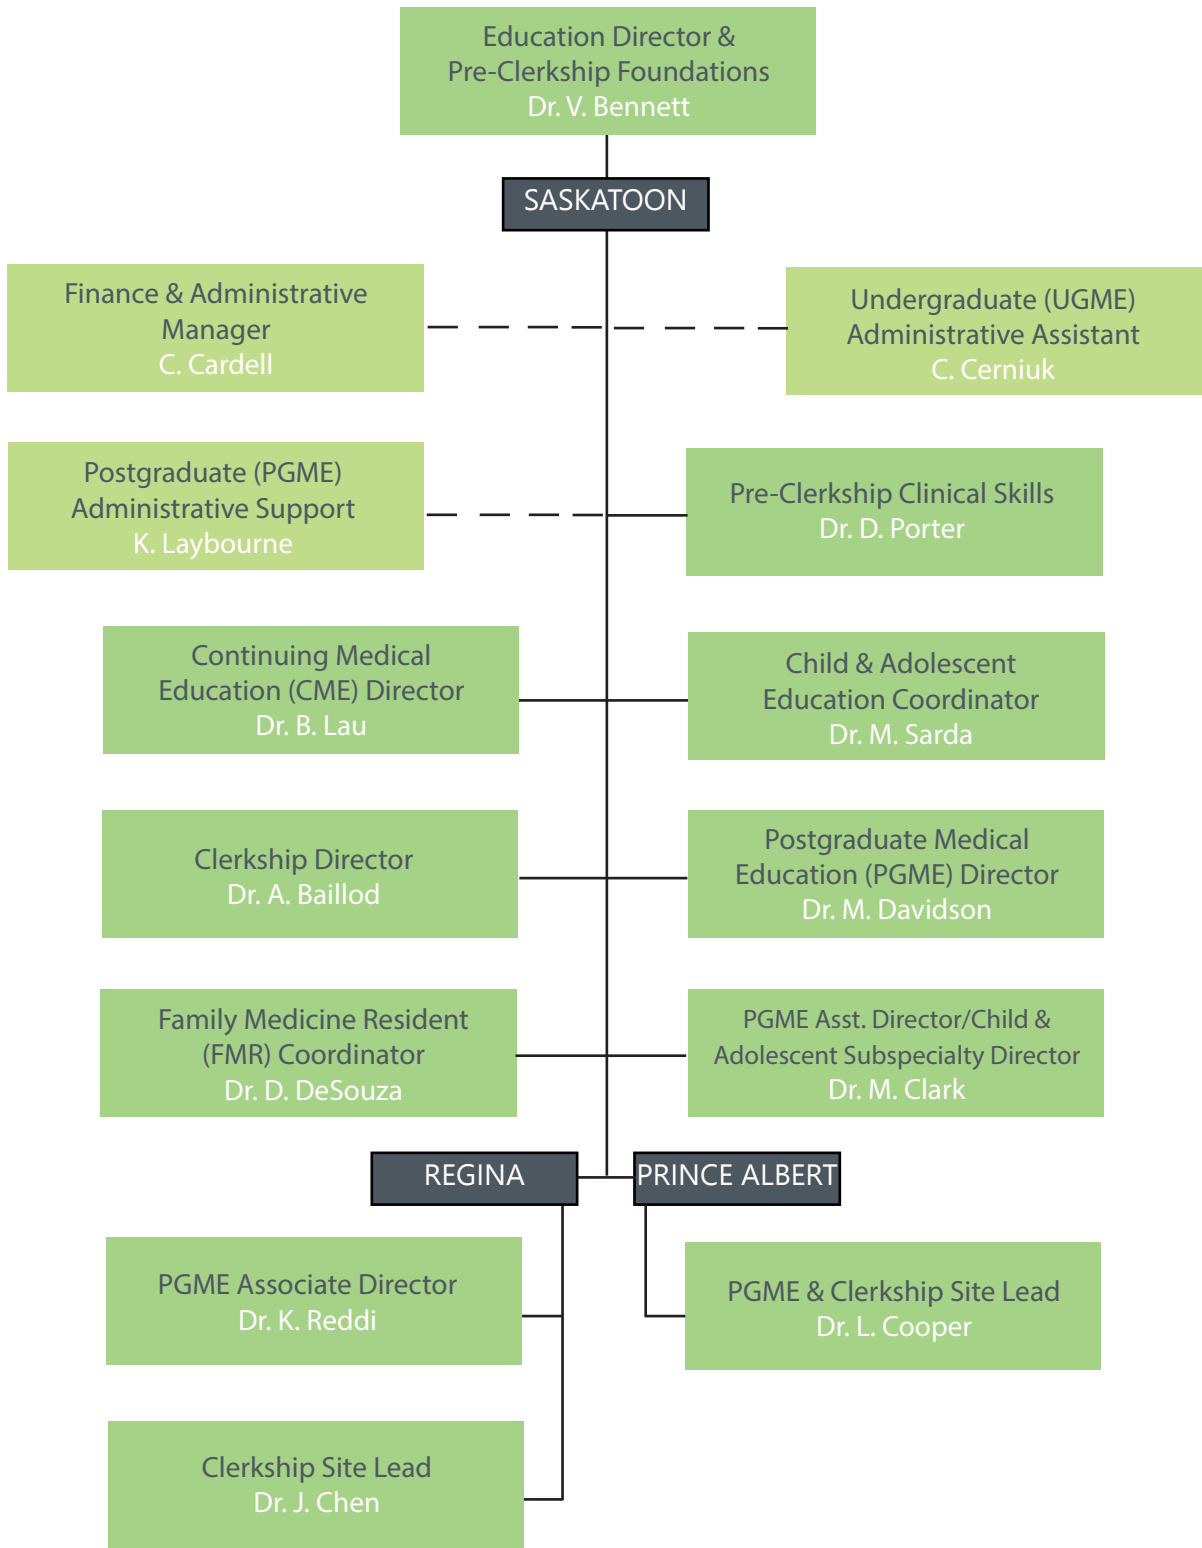 Education Director &
Pre-Clerkship Foundations
Dr. V. Bennett
SASKATOON
Finance & Administrative
Manager
C. Cardell
Undergraduate (UGME)
Administrative Assistant
C. Cerniuk
Postgraduate (PGME)
Administrative Support
K. Laybourne
Pre-Clerkship Clinical Skills
Dr. D. Porter
Continuing Medical
Education (CME) Director
Dr. B. Lau
Child & Adolescent
Education Coordinator
Dr. M. Sarda
Clerkship Director
Dr. A. Baillod
Postgraduate Medical
Education (PGME) Director
Dr. M. Davidson
Family Medicine Resident
(FMR) Coordinator
Dr. D. DeSouza
PGME Asst. Director/Child &
Adolescent Subspecialty Director
Dr. M. Clark
REGINA
PRINCE ALBERT
PGME Associate Director
Dr. K. Reddi
PGME & Clerkship Site Lead
Dr. L. Cooper
Clerkship Site Lead
Dr. J. Chen